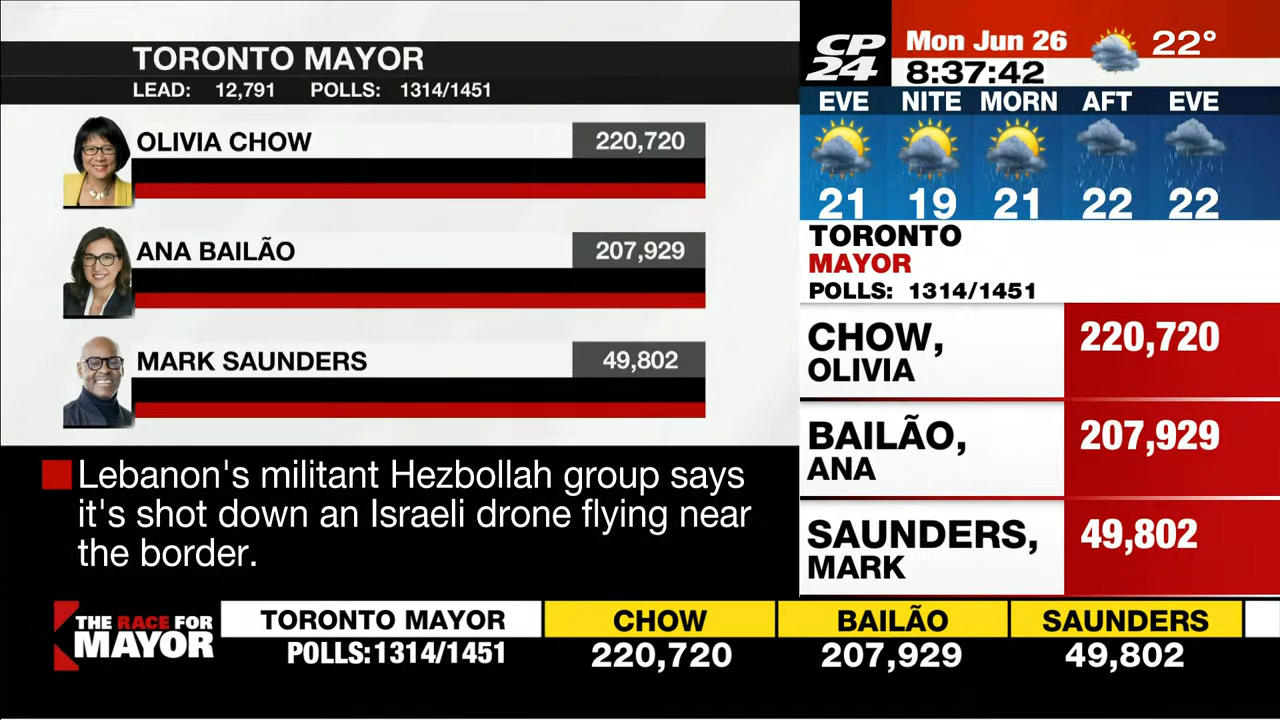 TORONTO MAYOR
LEAD: 12,791 POLLS: 1314/1451
OLIVIA CHOW 220,720
ANA BAILÃO 207,929
MARK SAUNDERS 49,802
Lebanon's militant Hezbollah group says
it's shot down an Israeli drone flying near
the border.
CP
24
Mon Jun 26 22°
8:37:42
EVE NITE MORN AFT EVE
21 19 21 22 22
TORONTO
MAYOR
POLLS: 1314/1451
CHOW, 220,720
OLIVIA
BAILÃO, 207,929
ANA
SAUNDERS, 49,802
MARK
THE RACE FOR
MAYOR
TORONTO MAYOR CHOW BAILÃO SAUNDERS
POLLS:1314/1451 220,720 207,929 49,802